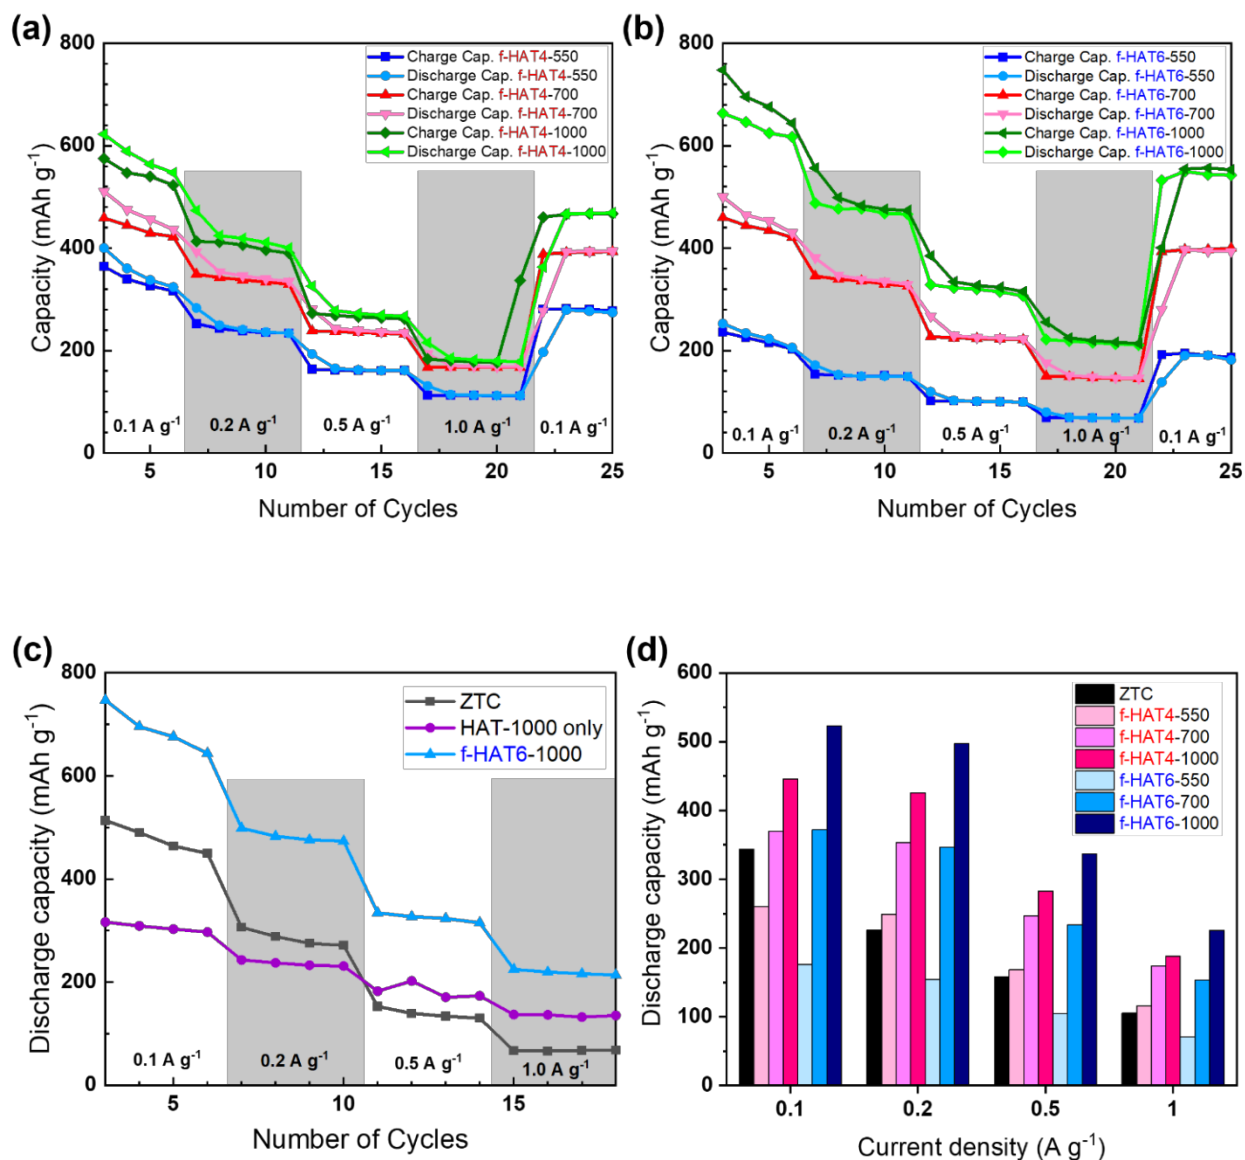 (a)
800
600
400
200
0
Capacity (mAh g⁻¹)
Charge Cap. f-HAT4-550
Discharge Cap. f-HAT4-550
Charge Cap. f-HAT4-700
Discharge Cap. f-HAT4-700
Charge Cap. f-HAT4-1000
Discharge Cap. f-HAT4-1000
0.1 A g⁻¹ 0.2 A g⁻¹ 0.5 A g⁻¹ 1.0 A g⁻¹ 0.1 A g⁻¹
5 10 15 20 25
Number of Cycles
(b)
800
600
400
200
0
Capacity (mAh g⁻¹)
Charge Cap. f-HAT6-550
Discharge Cap. f-HAT6-550
Charge Cap. f-HAT6-700
Discharge Cap. f-HAT6-700
Charge Cap. f-HAT6-1000
Discharge Cap. f-HAT6-1000
0.1 A g⁻¹ 0.2 A g⁻¹ 0.5 A g⁻¹ 1.0 A g⁻¹ 0.1 A g⁻¹
5 10 15 20 25
Number of Cycles
(c)
800
600
400
200
0
Discharge capacity (mAh g⁻¹)
ZTC
HAT-1000 only
f-HAT6-1000
0.1 A g⁻¹ 0.2 A g⁻¹ 0.5 A g⁻¹ 1.0 A g⁻¹
5 10 15
Number of Cycles
(d)
600
500
400
300
200
100
0
Discharge capacity (mAh g⁻¹)
ZTC
f-HAT4-550
f-HAT4-700
f-HAT4-1000
f-HAT6-550
f-HAT6-700
f-HAT6-1000
0.1 0.2 0.5 1
Current density (A g⁻¹)